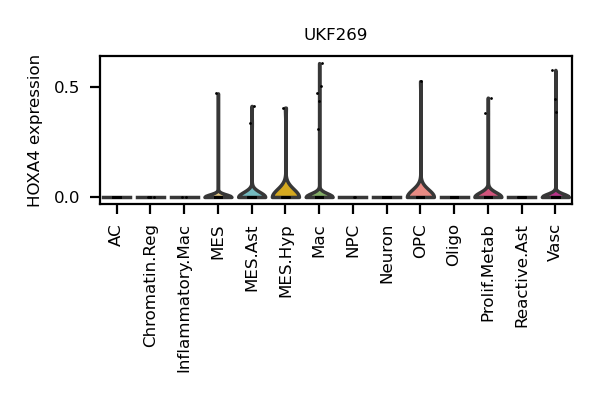 UKF269
HOXA4 expression
0.5
0.0
AC
Chromatin.Reg
Inflammatory.Mac
MES
MES.Ast
MES.Hyp
Mac
NPC
Neuron
OPC
Oligo
Prolif.Metab
Reactive.Ast
Vasc